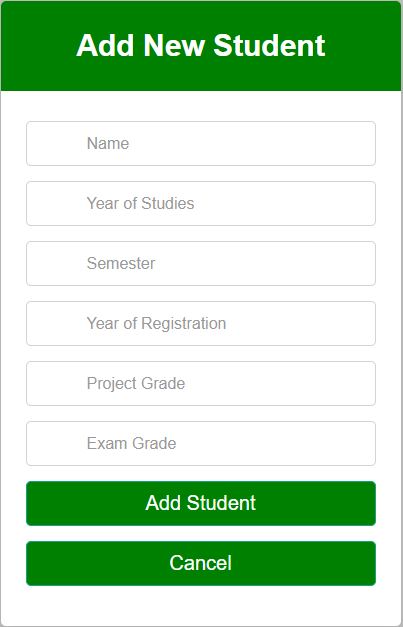 Add New Student
Name
Year of Studies
Semester
Year of Registration
Project Grade
Exam Grade
Add Student
Cancel